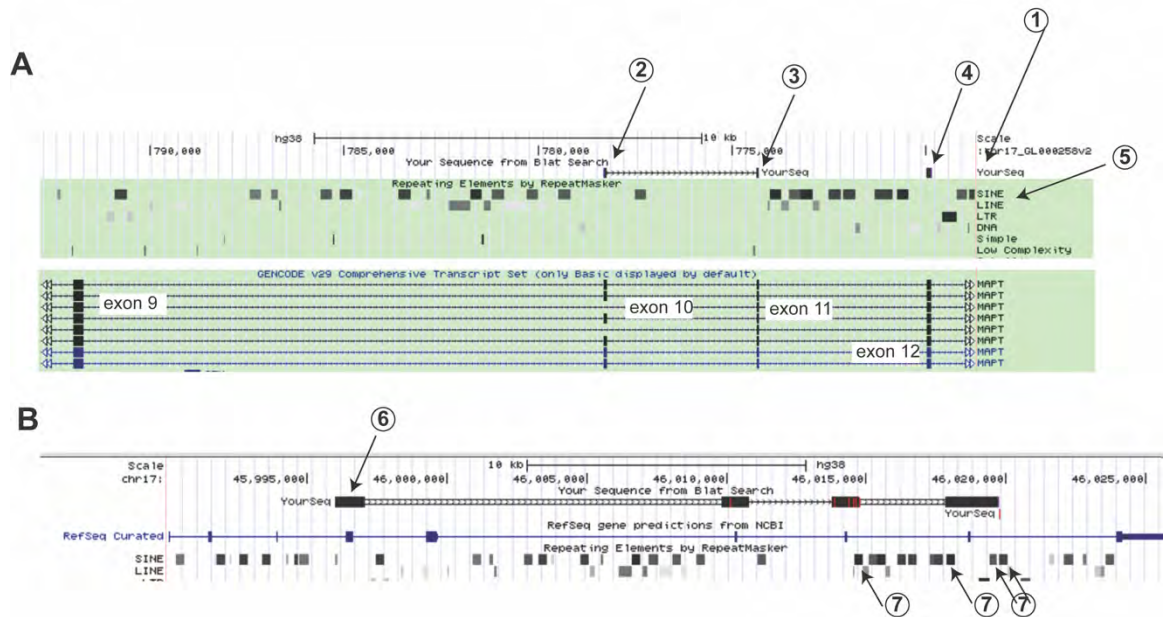 ①
② ③ ④
A
hg38 10 kb Scale
|790,000 |785,000 |780,000 |775,000 :chr17_GL000258v2
Your Sequence from Blat Search
YourSeq YourSeq ⑤
Repeating Elements by RepeatMasker
SINE
LINE
LTR
DNA
Simple
Low Complexity
GENCODE v29 Comprehensive Transcript Set (only Basic displayed by default)
MAPT
exon 9 MAPT
exon 10 exon 11 MAPT
MAPT
MAPT
MAPT
exon 12 MAPT
MAPT
B
⑥
Scale 10 kb hg38
chr17: 45,995,000| 46,000,000| 46,005,000| 46,010,000| 46,015,000| 46,020,000| 46,025,000|
Your Sequence from Blat Search
YourSeq
YourSeq
RefSeq gene predictions from NCBI
RefSeq Curated
Repeating Elements by RepeatMasker
SINE
LINE
LTR
⑦ ⑦ ⑦